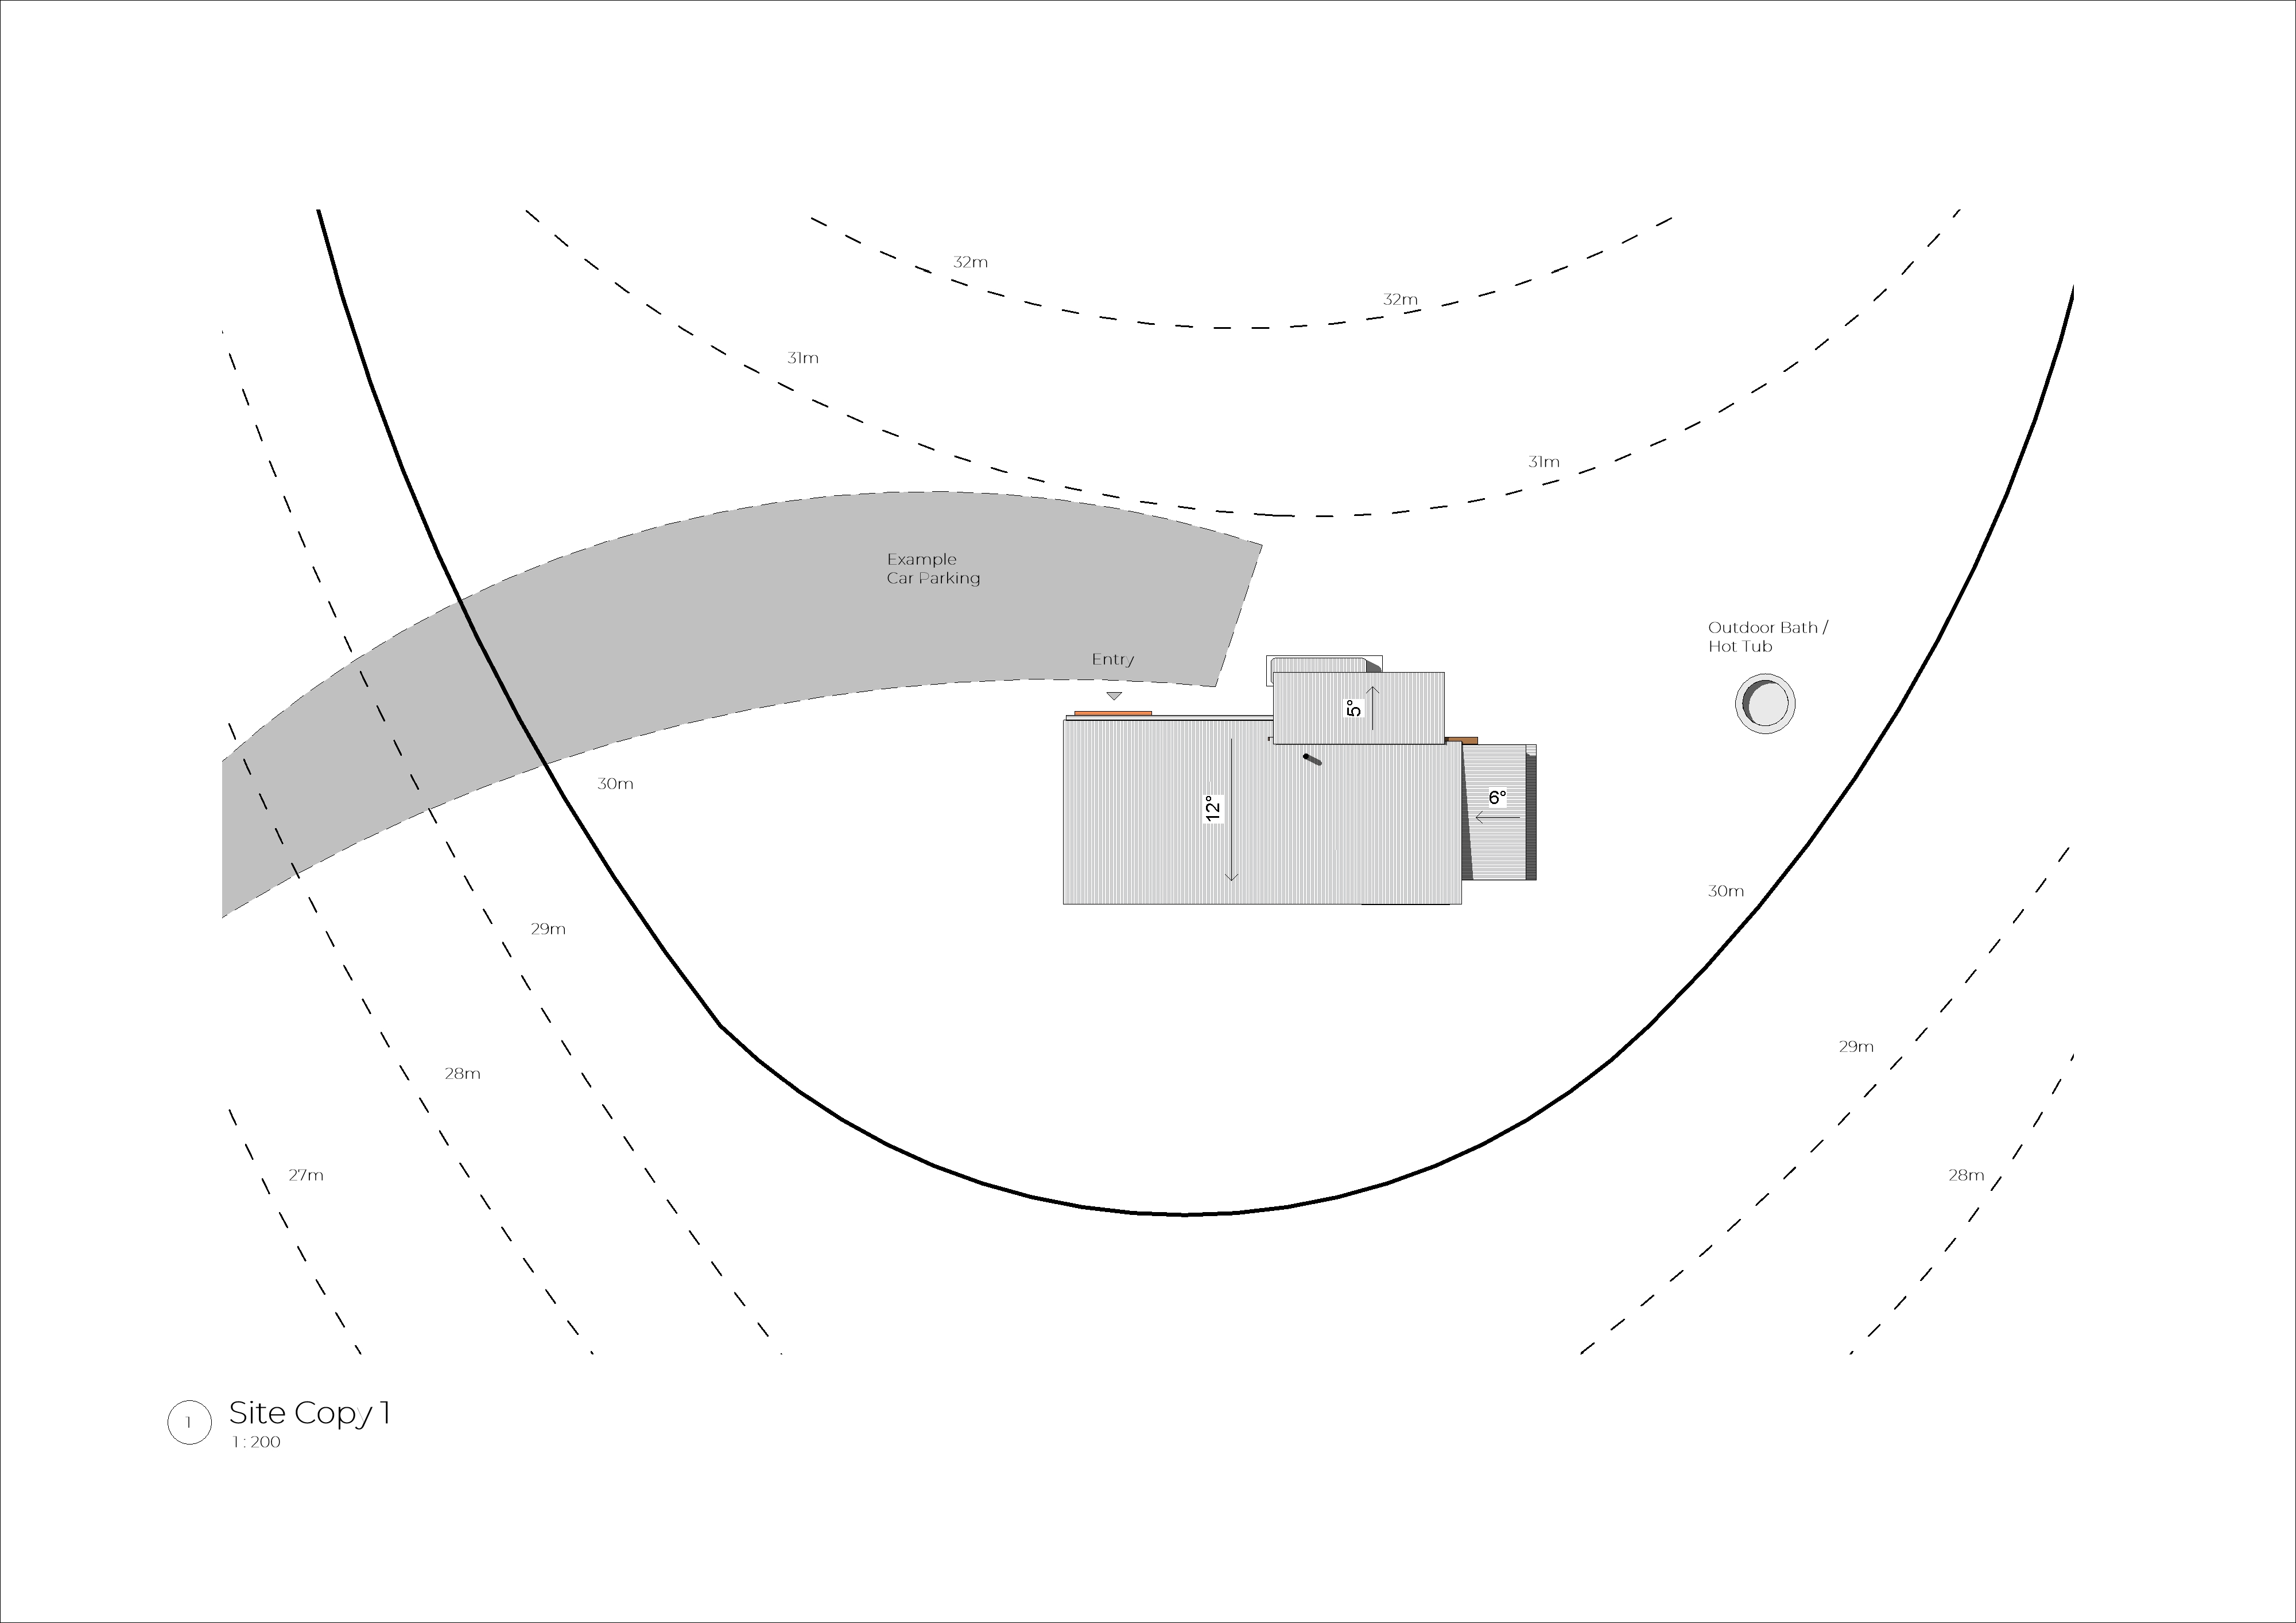 32m
32m
31m
31m
Example
Car Parking
Outdoor Bath /
Hot Tub
Entry
5°
30m
12°
6°
30m
29m
29m
28m
27m
28m
1
Site Copy 1
1 : 200